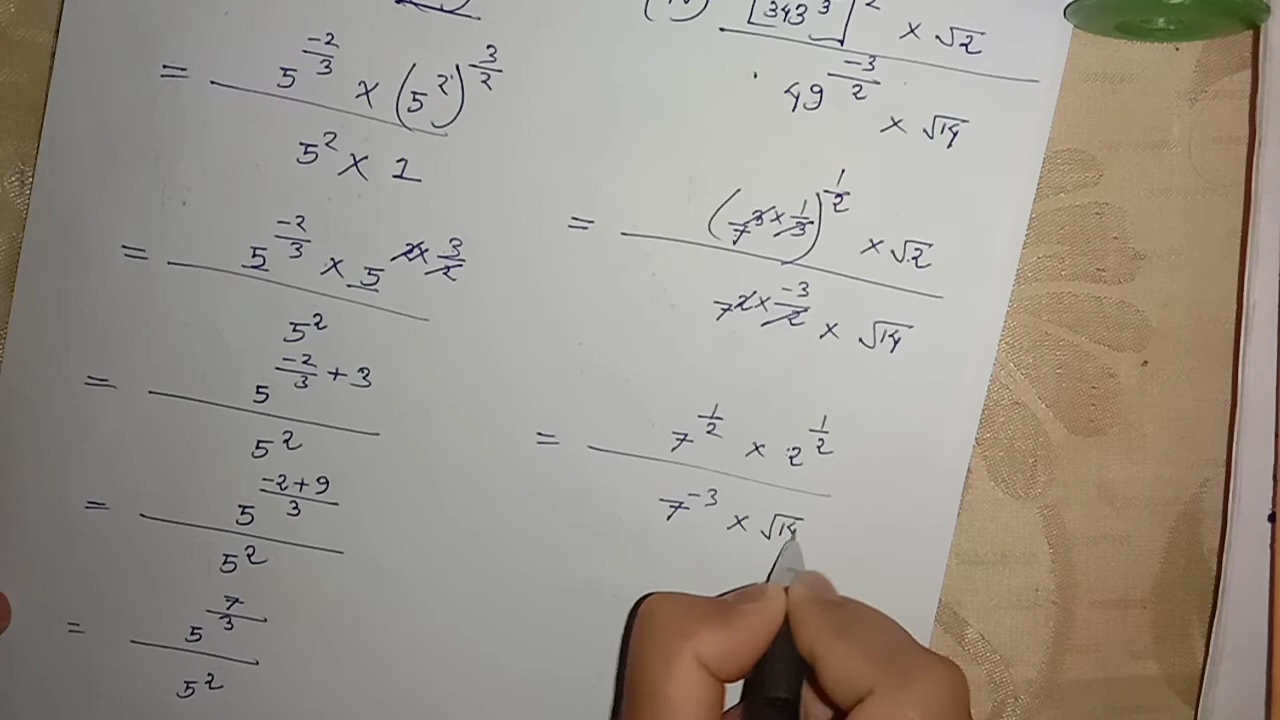 = 5^{-2/3} × (5^2)^{3/2}
5^2 × 1
= 5^{-2/3} × 5^{2×3/2}
5^2
= 5^{-2/3+3}
5^2
= 5^{(-2+9)/3}
5^2
= 5^{7/3}
5^2
[343^3]^2 × √2
49^{-3/2} × √14
= (7^{3×1/3})^{1/2} × √2
7^{2×-3/2} × √14
= 7^{1/2} × 2^{1/2}
7^{-3} × √14